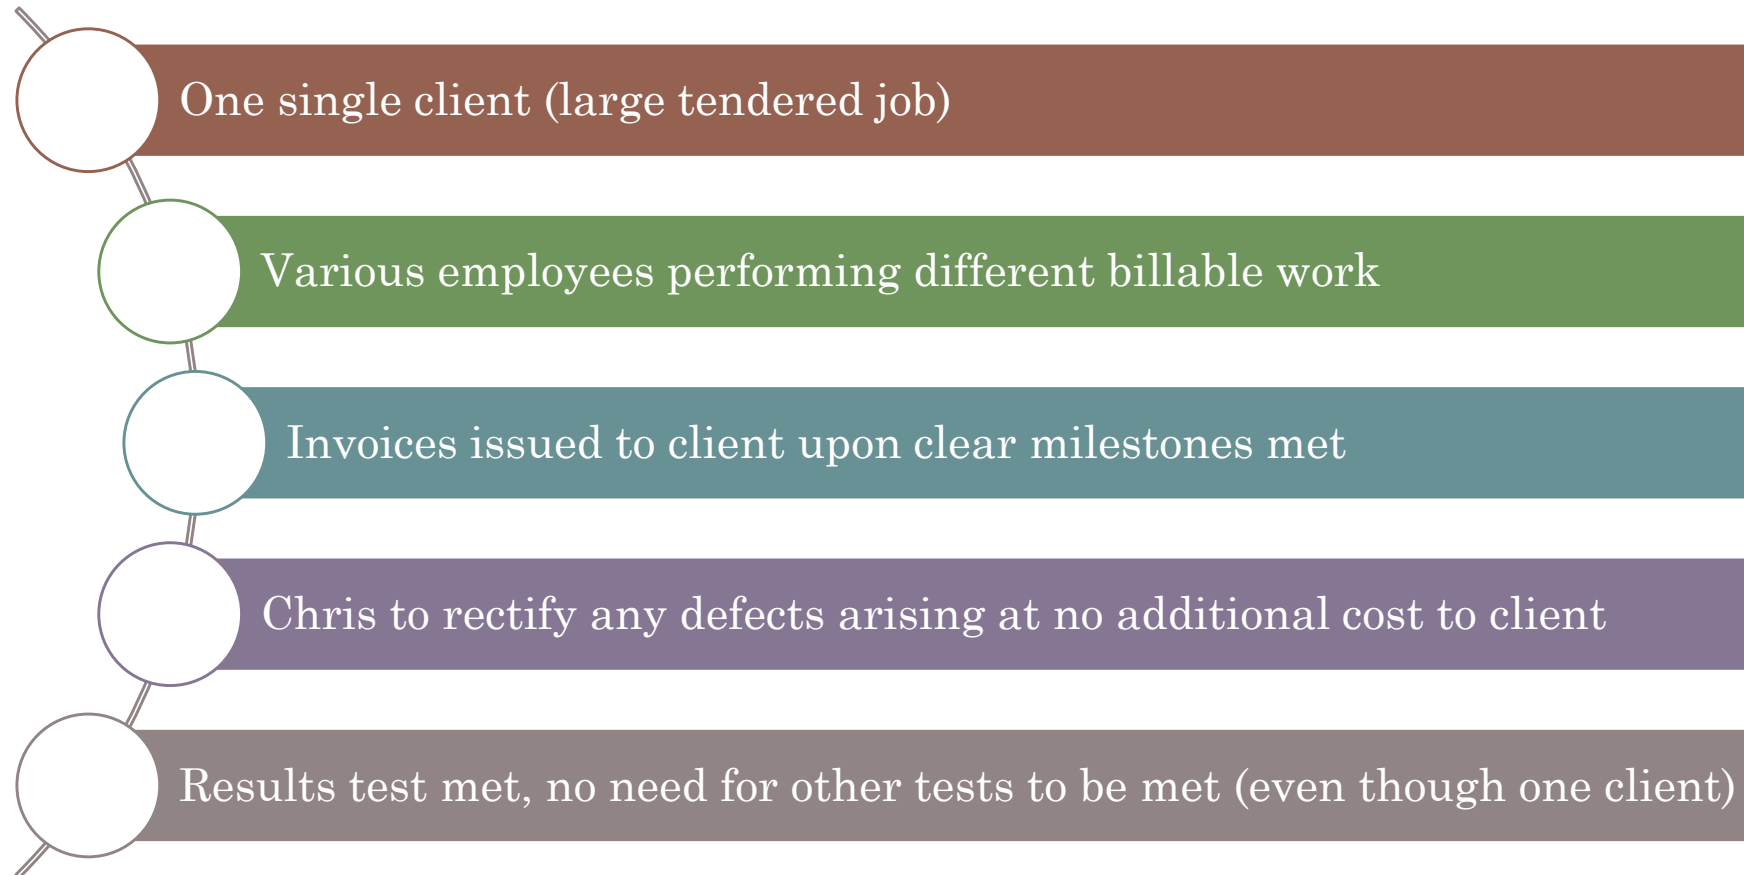 One single client (large tendered job)
Various employees performing different billable work
Invoices issued to client upon clear milestones met
Chris to rectify any defects arising at no additional cost to client
Results test met, no need for other tests to be met (even though one client)